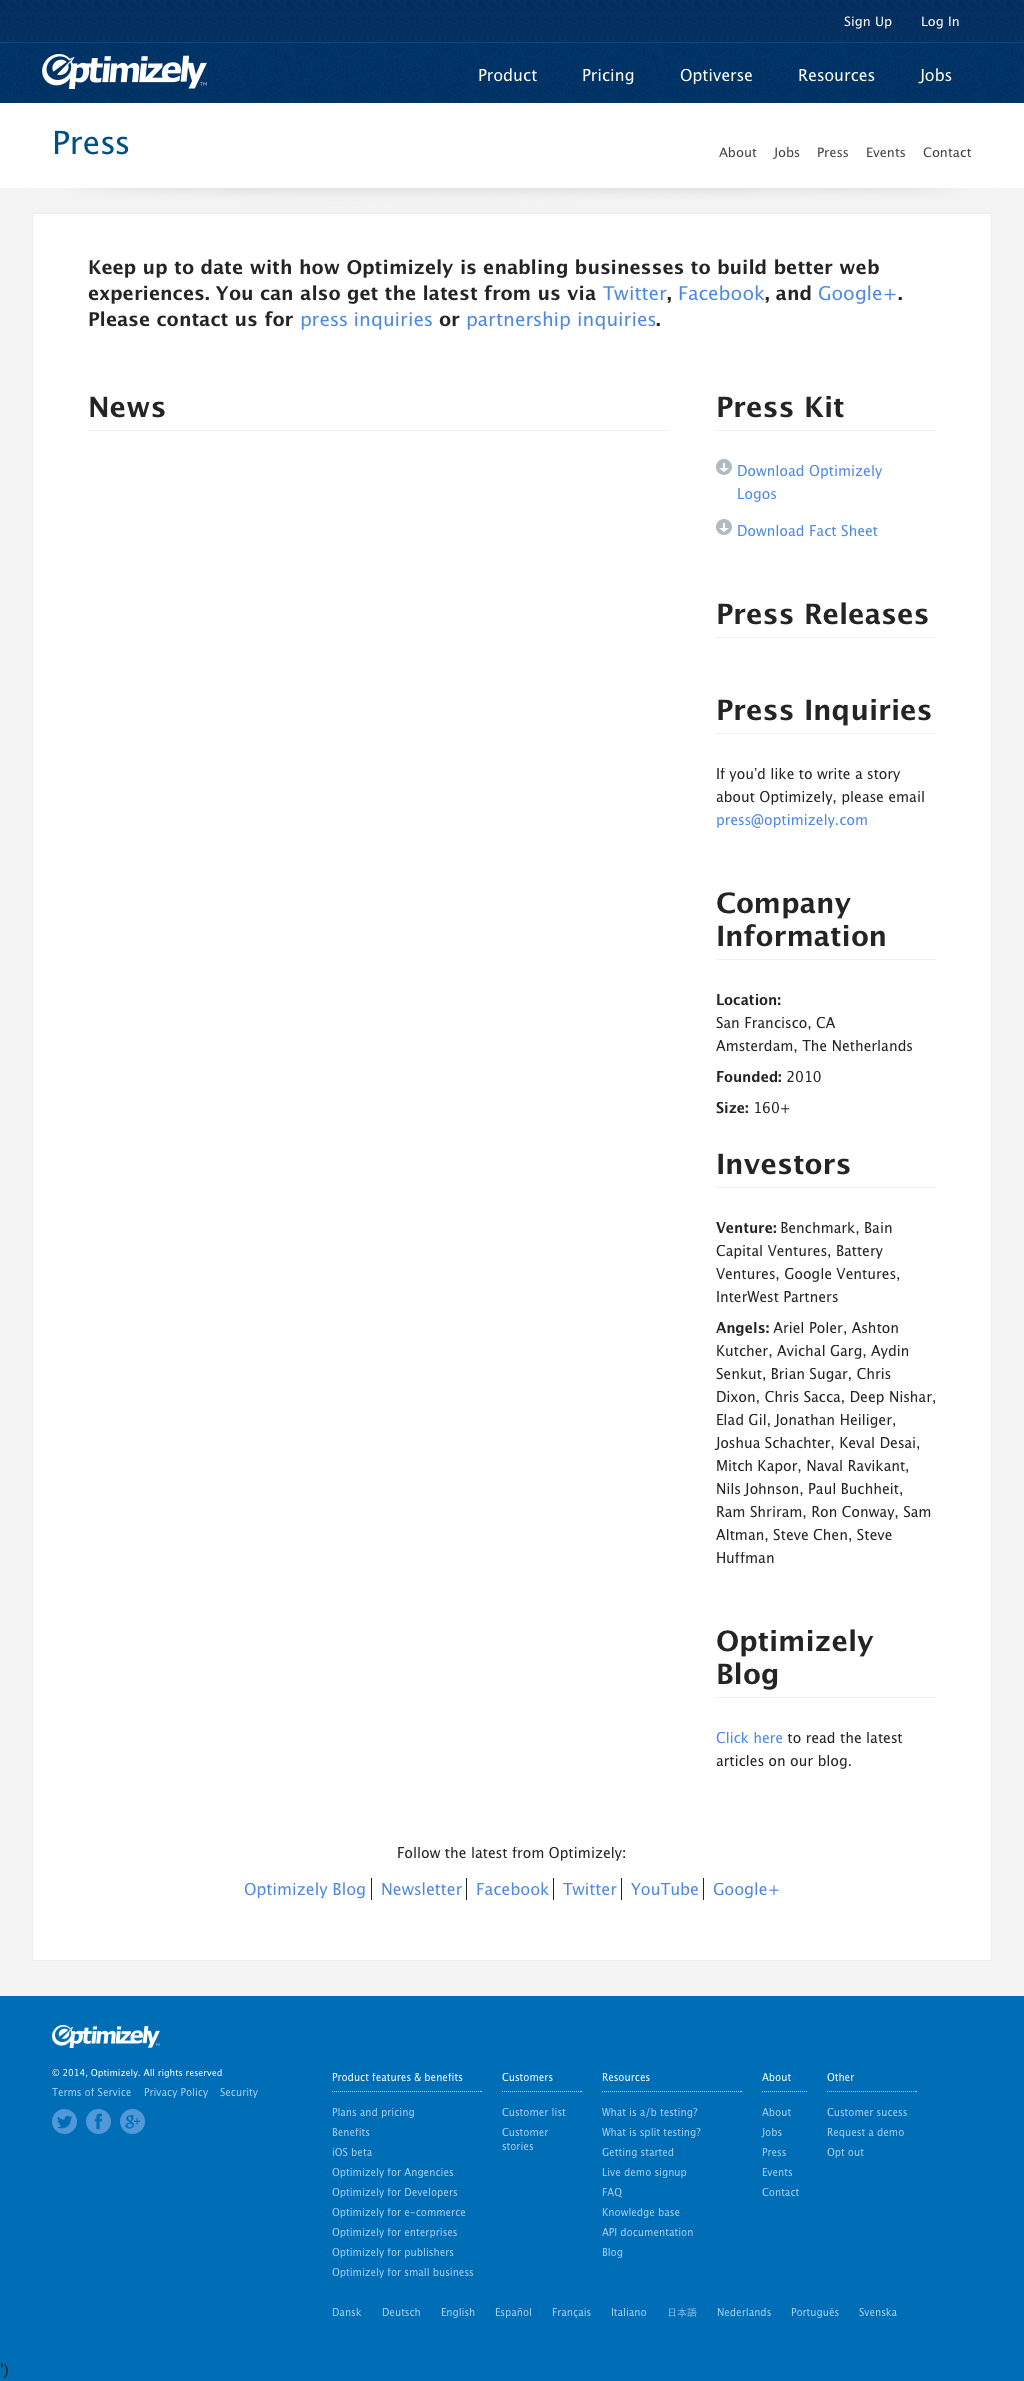 Sign Up Log In
Optimizely™
Product Pricing Optiverse Resources Jobs
Press
About Jobs Press Events Contact
Keep up to date with how Optimizely is enabling businesses to build better web
experiences. You can also get the latest from us via Twitter, Facebook, and Google+.
Please contact us for press inquiries or partnership inquiries.
News
Press Kit
Download Optimizely
Logos
Download Fact Sheet
Press Releases
Press Inquiries
If you'd like to write a story
about Optimizely, please email
press@optimizely.com
Company
Information
Location:
San Francisco, CA
Amsterdam, The Netherlands
Founded: 2010
Size: 160+
Investors
Venture: Benchmark, Bain
Capital Ventures, Battery
Ventures, Google Ventures,
InterWest Partners
Angels: Ariel Poler, Ashton
Kutcher, Avichal Garg, Aydin
Senkut, Brian Sugar, Chris
Dixon, Chris Sacca, Deep Nishar,
Elad Gil, Jonathan Heiliger,
Joshua Schachter, Keval Desai,
Mitch Kapor, Naval Ravikant,
Nils Johnson, Paul Buchheit,
Ram Shriram, Ron Conway, Sam
Altman, Steve Chen, Steve
Huffman
Optimizely
Blog
Click here to read the latest
articles on our blog.
Follow the latest from Optimizely:
Optimizely Blog Newsletter Facebook Twitter YouTube Google+
Optimizely
© 2014, Optimizely. All rights reserved
Terms of Service Privacy Policy Security
Product features & benefits
Plans and pricing
Benefits
iOS beta
Optimizely for Angencies
Optimizely for Developers
Optimizely for e-commerce
Optimizely for enterprises
Optimizely for publishers
Optimizely for small business
Customers
Customer list
Customer
stories
Resources
What is a/b testing?
What is split testing?
Getting started
Live demo signup
FAQ
Knowledge base
API documentation
Blog
About
About
Jobs
Press
Events
Contact
Other
Customer sucess
Request a demo
Opt out
Dansk Deutsch English Español Français Italiano 日本語 Nederlands Português Svenska
')